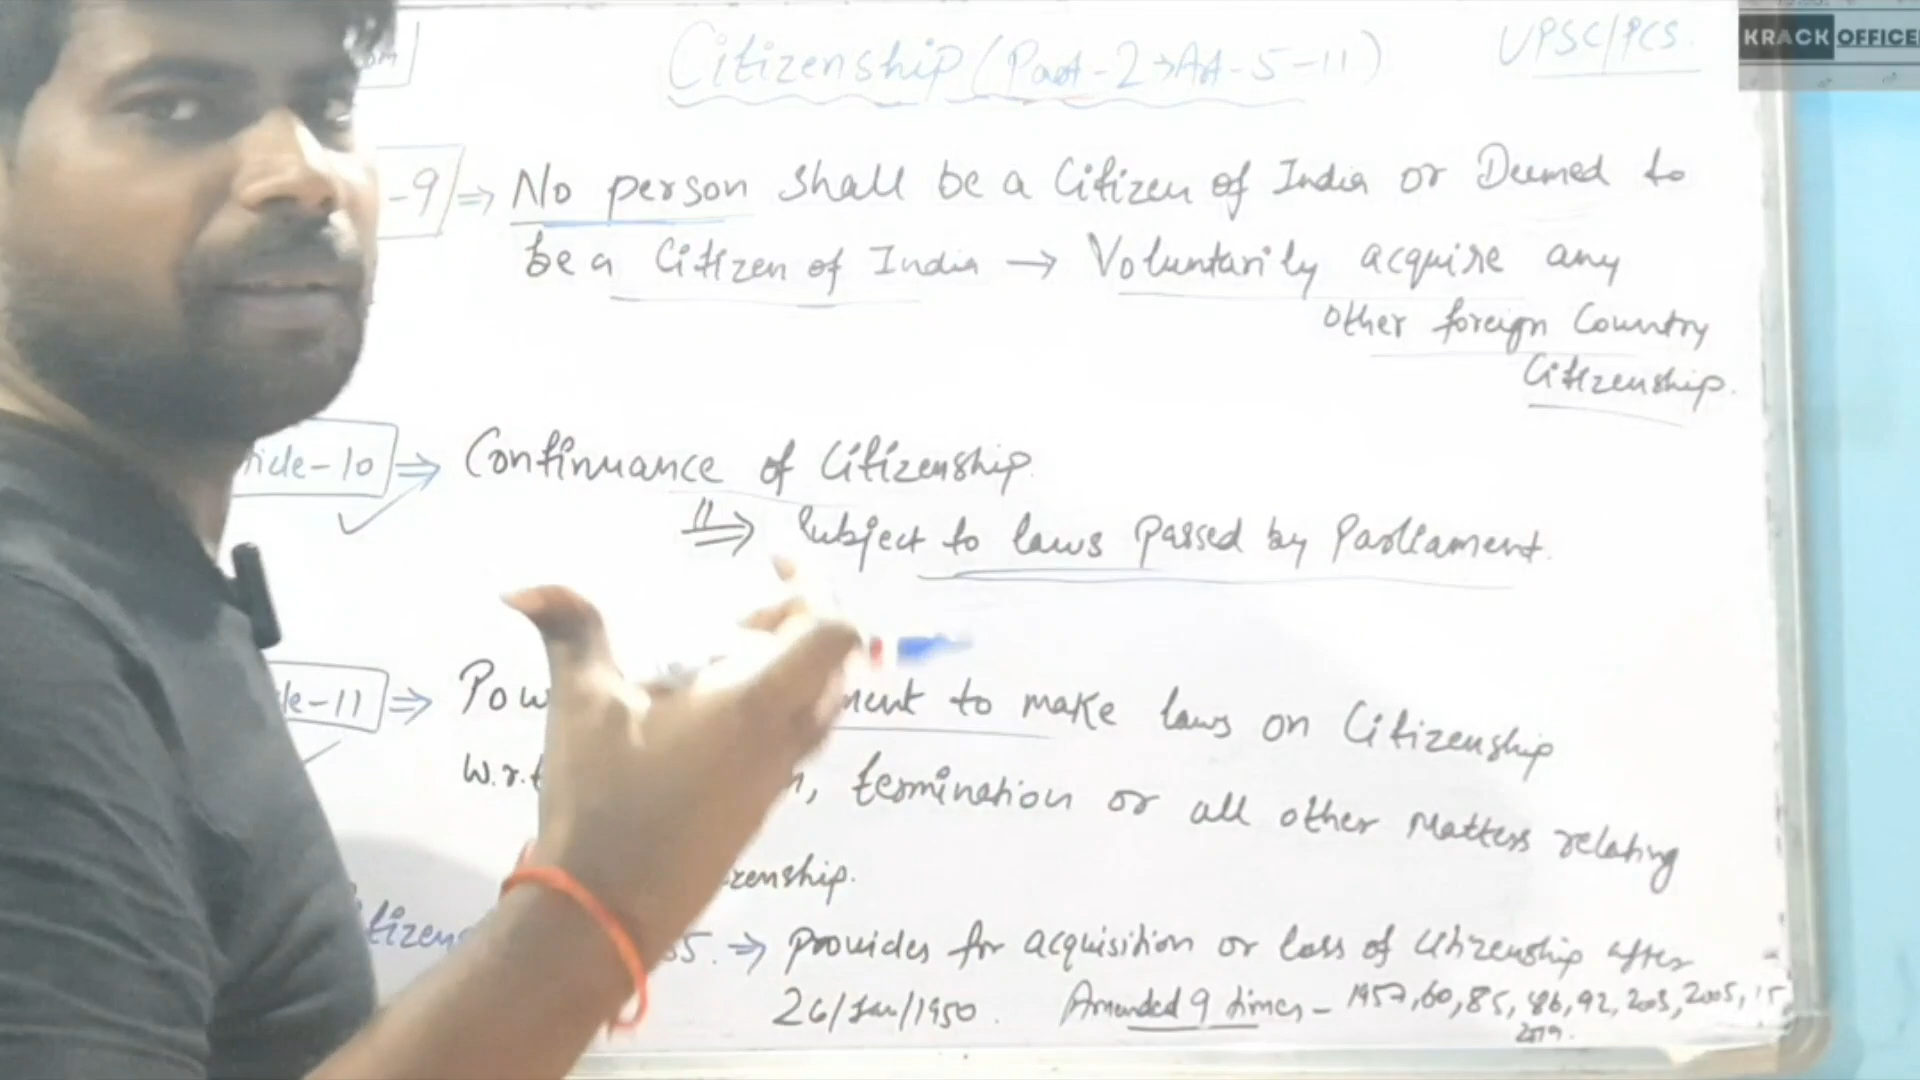 Citizenship (Part-2→Art-5-11)
UPSC/PCS.
KRACK OFFICER
-9 ⇒ No person shall be a Citizen of India or Deemed to
be a Citizen of India → Voluntarily acquire any
other foreign Country
Citizenship.
ticle-10 ⇒ Continuance of Citizenship.
⇒ Subject to laws Passed by Parliament.
le-11 ⇒ Pow ment to make laws on Citizenship
w.r.t n, termination or all other Matters relating
zenship.
itizens 55. → provides for acquisition or loss of citizenship after
26/Jan/1950. Amended 9 times - 1957, 60, 85, 86, 92, 2003, 2005, 15,
2019.